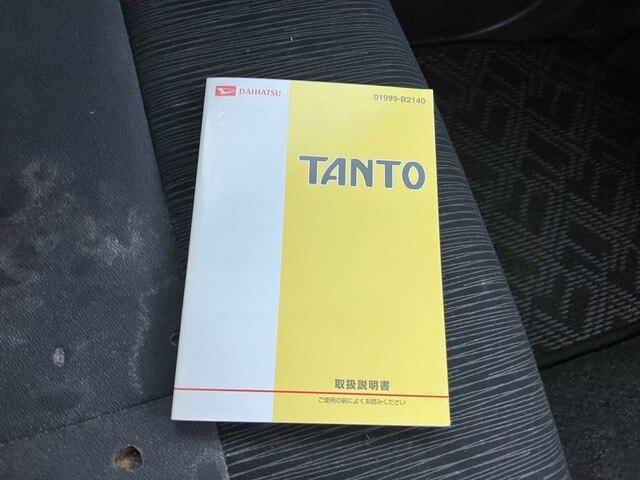 DAIHATSU
01999-B2140
TANTO
取扱説明書
ご使用の前によくお読みください